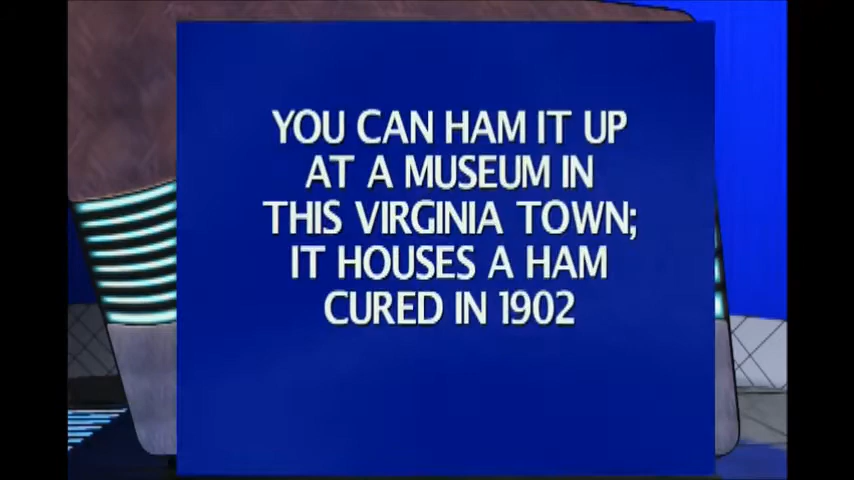 YOU CAN HAM IT UP
AT A MUSEUM IN
THIS VIRGINIA TOWN;
IT HOUSES A HAM
CURED IN 1902